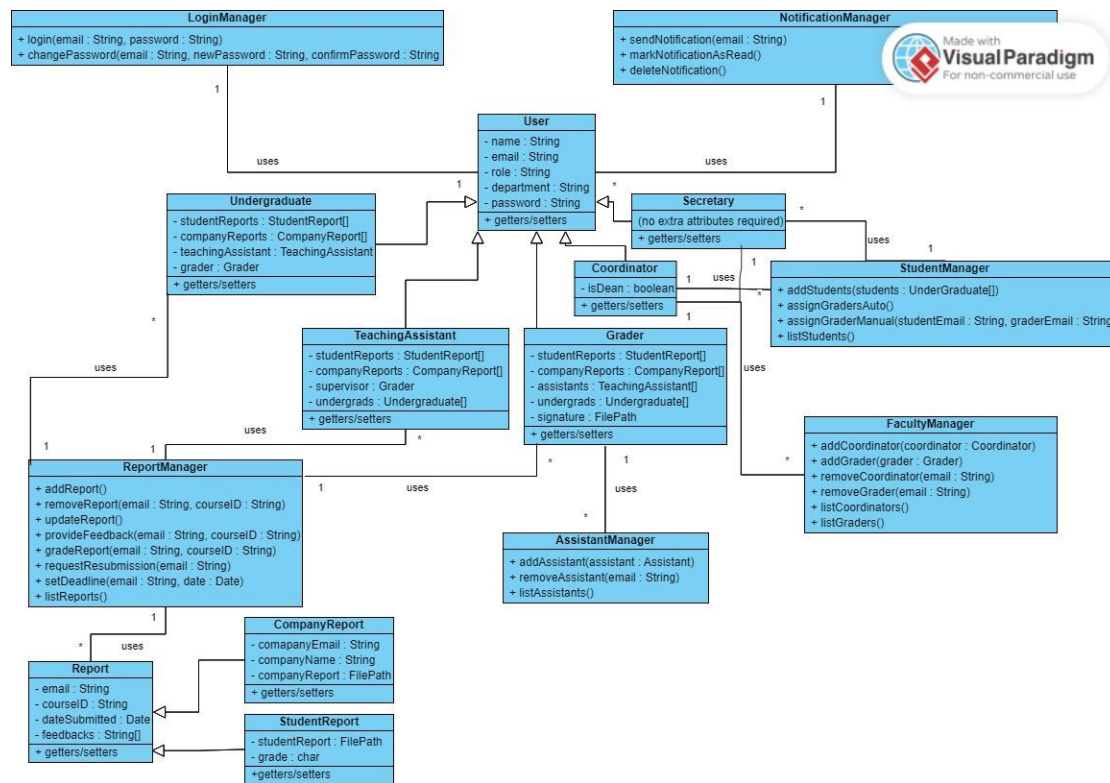 LoginManager
+ login(email : String, password : String)
+ changePassword(email : String, newPassword : String, confirmPassword : String
NotificationManager
+ sendNotification(email : String)
+ markNotificationAsRead()
+ deleteNotification()
Made with
VisualParadigm
For non-commercial use
1
1
uses
uses
User
- name : String
- email : String
- role : String
- department : String
- password : String
+ getters/setters
1
*
Undergraduate
- studentReports : StudentReport[]
- companyReports : CompanyReport[]
- teachingAssistant : TeachingAssistant
- grader : Grader
+ getters/setters
Secretary
(no extra attributes required)
+ getters/setters
*
uses
1
1
Coordinator
- isDean : boolean
+ getters/setters
1
uses
*
1
StudentManager
+ addStudents(students : UnderGraduate[])
+ assignGradersAuto()
+ assignGraderManual(studentEmail : String, graderEmail : String
+ listStudents()
*
uses
1
TeachingAssistant
- studentReports : StudentReport[]
- companyReports : CompanyReport[]
- supervisor : Grader
- undergrads : Undergraduate[]
+ getters/setters
Grader
- studentReports : StudentReport[]
- companyReports : CompanyReport[]
- assistants : TeachingAssistant[]
- undergrads : Undergraduate[]
- signature : FilePath
+ getters/setters
uses
FacultyManager
+ addCoordinator(coordinator : Coordinator)
+ addGrader(grader : Grader)
+ removeCoordinator(email : String)
+ removeGrader(email : String)
+ listCoordinators()
+ listGraders()
*
uses
*
1
ReportManager
+ addReport()
+ removeReport(email : String, courseID : String)
+ updateReport()
+ provideFeedback(email : String, courseID : String)
+ gradeReport(email : String, courseID : String)
+ requestResubmission(email : String)
+ setDeadline(email : String, date : Date)
+ listReports()
1
uses
*
1
uses
*
AssistantManager
+ addAssistant(assistant : Assistant)
+ removeAssistant(email : String)
+ listAssistants()
1
uses
*
CompanyReport
- comapanyEmail : String
- companyName : String
- companyReport : FilePath
+ getters/setters
Report
- email : String
- courseID : String
- dateSubmitted : Date
- feedbacks : String[]
+ getters/setters
StudentReport
- studentReport : FilePath
- grade : char
+getters/setters